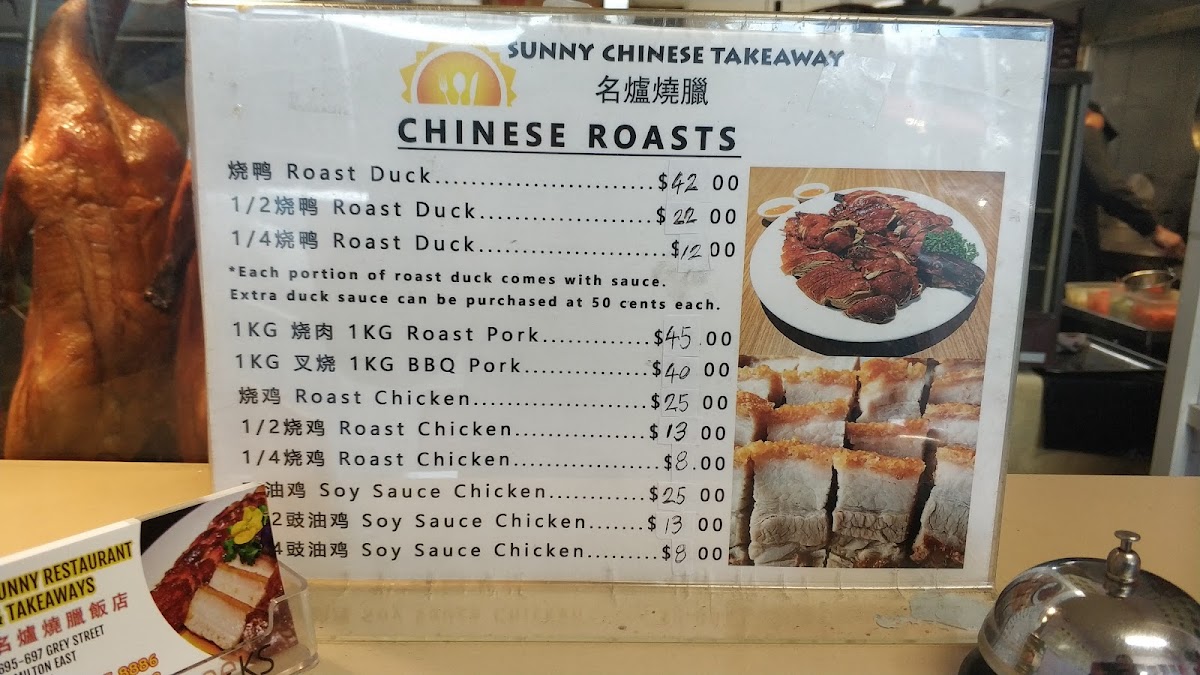 SUNNY CHINESE TAKEAWAY
名爐燒臘
CHINESE ROASTS
烧鸭 Roast Duck........................$42 00
1/2烧鸭 Roast Duck...................$22 00
1/4烧鸭 Roast Duck.....................$12 00
*Each portion of roast duck comes with sauce.
Extra duck sauce can be purchased at 50 cents each.
1KG 烧肉 1KG Roast Pork............$45.00
1KG 叉烧 1KG BBQ Pork..............$40 00
烧鸡 Roast Chicken...................$25 00
1/2烧鸡 Roast Chicken...............$13 00
1/4烧鸡 Roast Chicken................$8.00
油鸡 Soy Sauce Chicken...........$25 00
2豉油鸡 Soy Sauce Chicken.......$13 00
4豉油鸡 Soy Sauce Chicken........$8 00
UNNY RESTAURANT
& TAKEAWAYS
名爐燒臘飯店
695-697 GREY STREET
MILTON EAST
8886